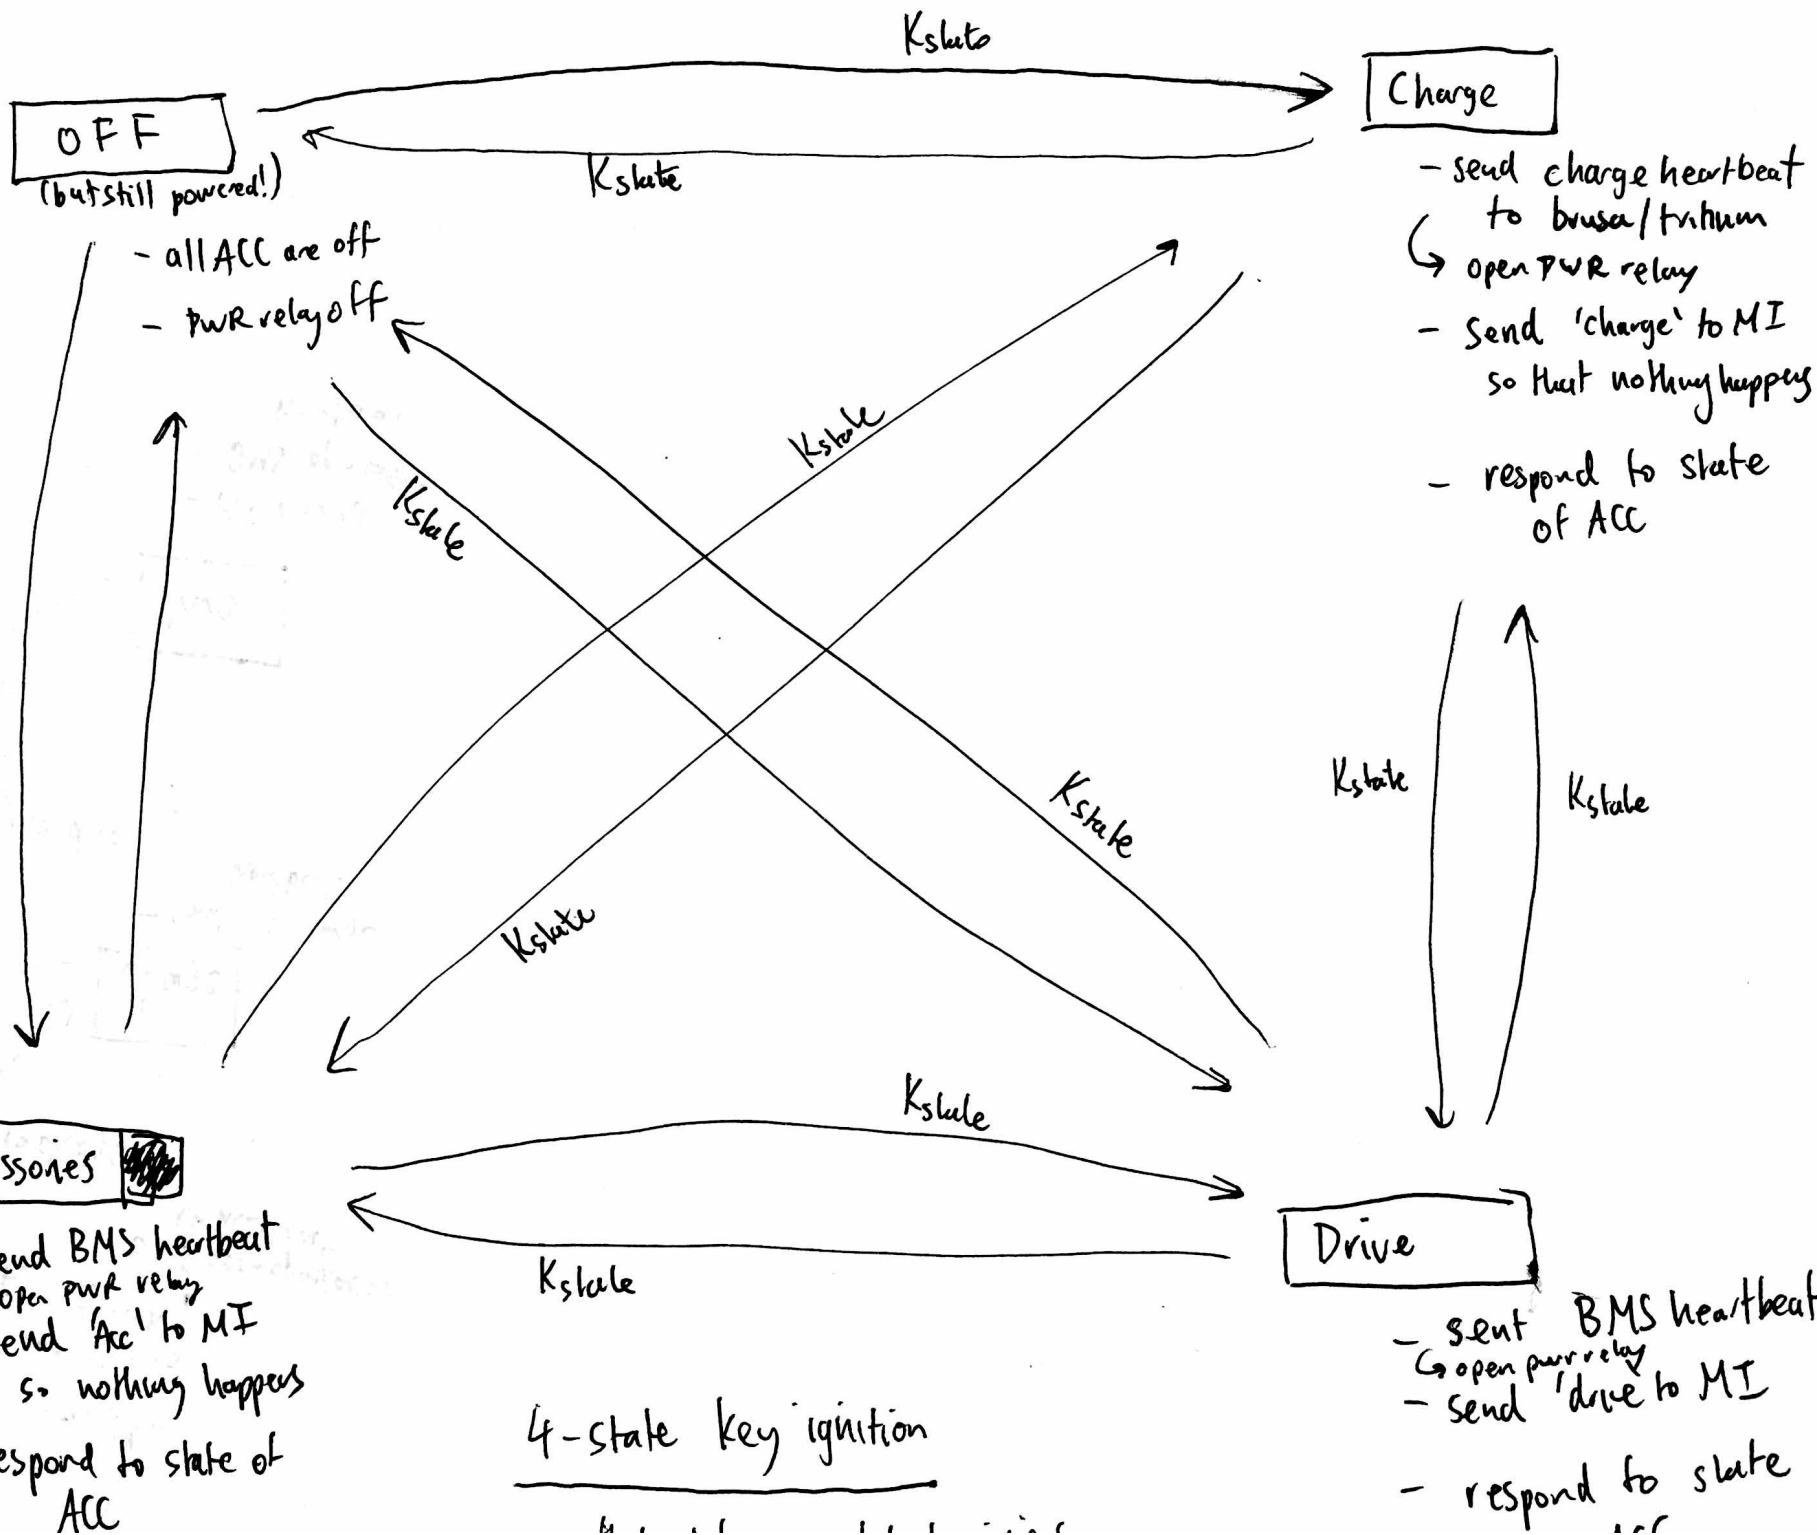 Kstate
OFF
(but still powered!)
- all ACC are off
- PWR relay off
Kstate
Charge
- send charge heartbeat
to brusa/tritium
open PWR relay
- send 'charge' to MI
so that nothing happens
- respond to state
of ACC
Kstate
Kstate
Kstate
Kstate
Kstate
Kstate
Kstate
Kstate
ssories
end BMS heartbeat
open PWR relay
end 'Acc' to MI
so nothing happens
espond to state of
ACC
Drive
- sent BMS heartbeat
open pwr relay
- send 'drive' to MI
- respond to state
4-state key ignition